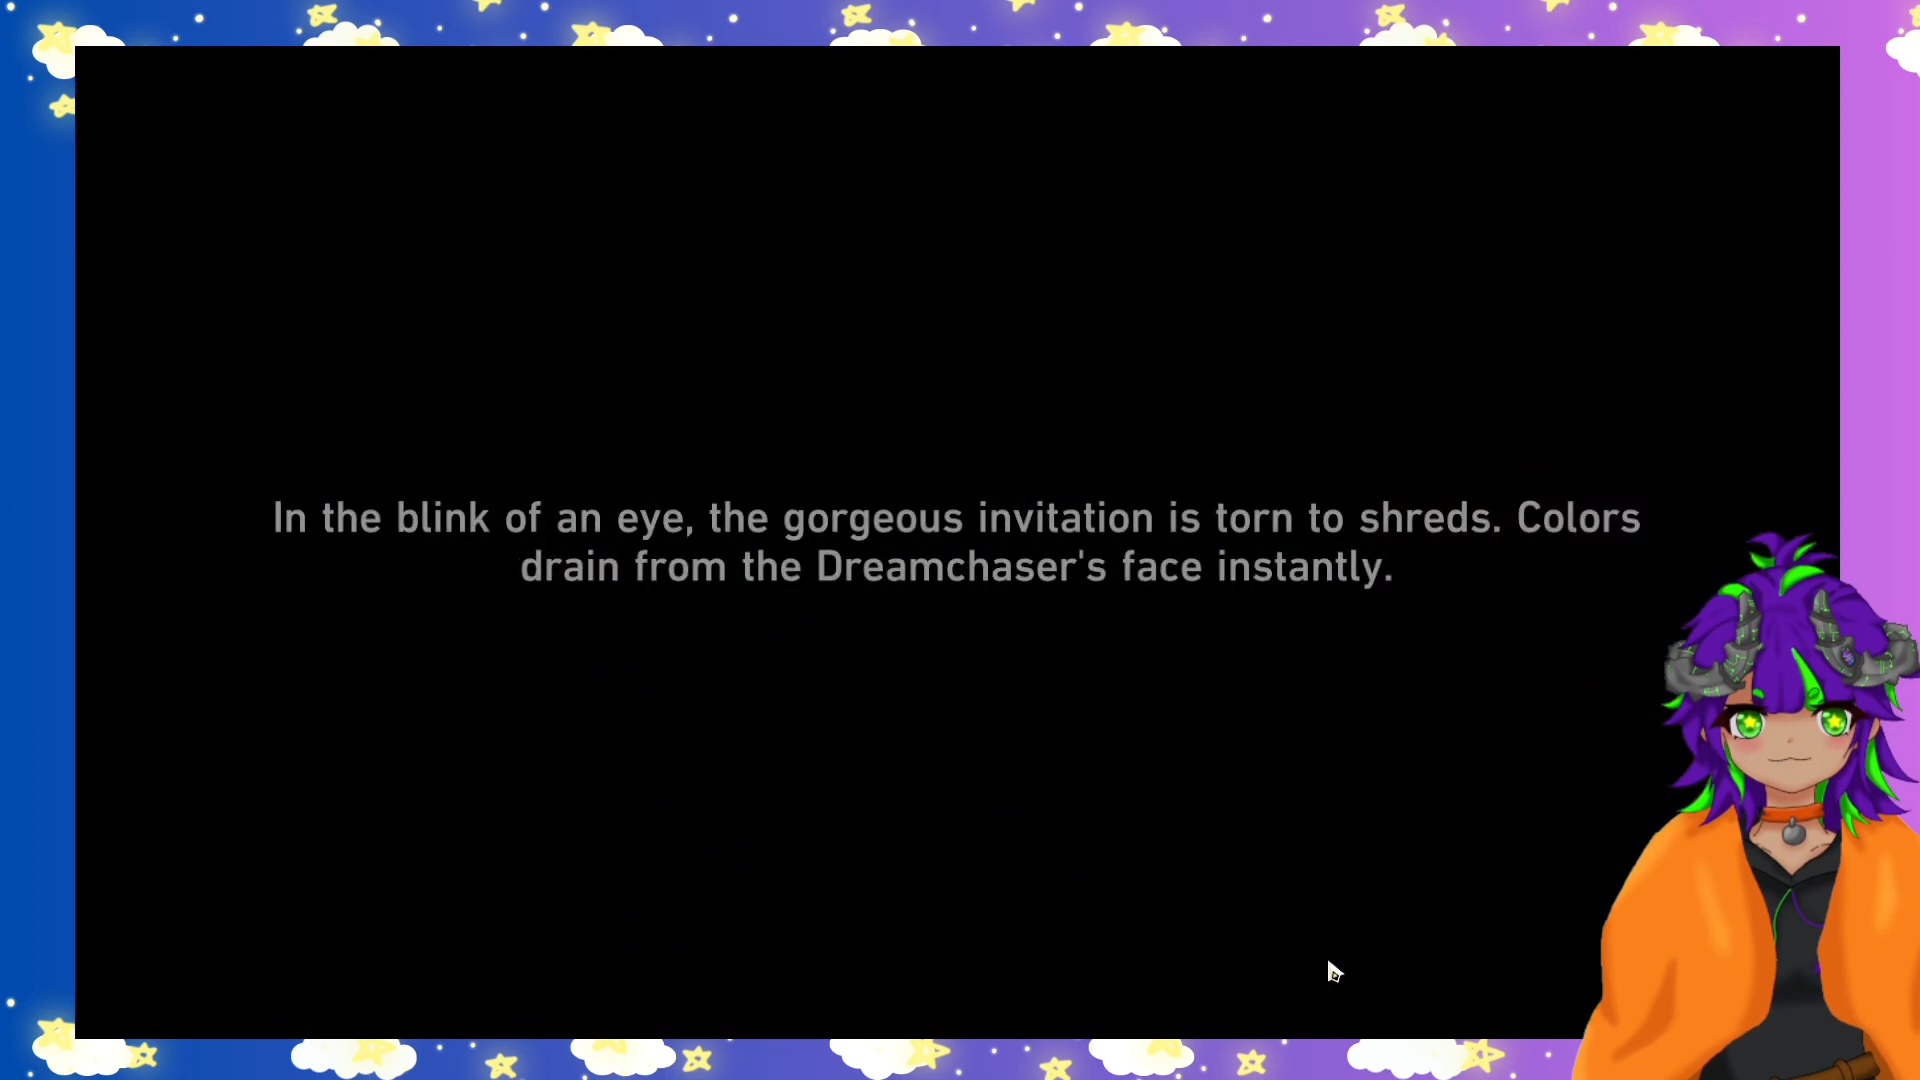 In the blink of an eye, the gorgeous invitation is torn to shreds. Colors
drain from the Dreamchaser's face instantly.